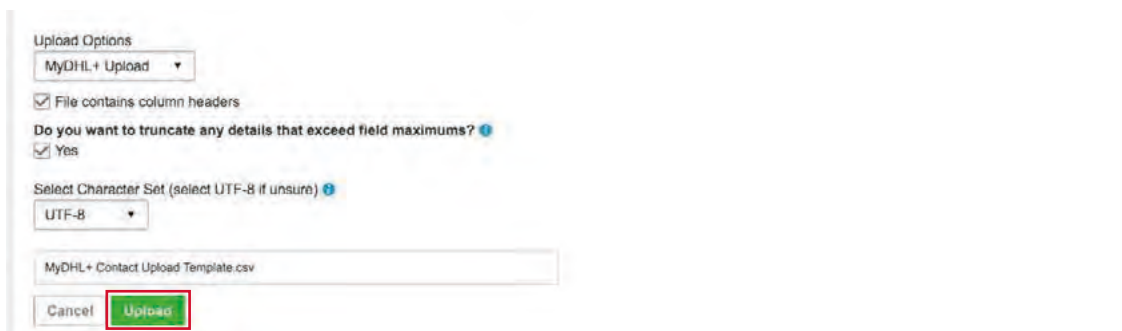 Upload Options
MyDHL+ Upload
File contains column headers
Do you want to truncate any details that exceed field maximums?
Yes
Select Character Set (select UTF-8 if unsure)
UTF-8
MyDHL+ Contact Upload Template.csv
Cancel Upload